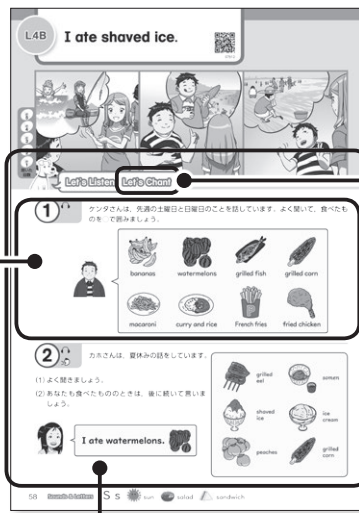 L4B
I ate shaved ice.
Let's Listen Let's Chant
1
ケンタさんは、先週の土曜日と日曜日のことを話しています。よく聞いて、食べたも
のを で囲みましょう。
bananas watermelons grilled fish grilled corn
macaroni curry and rice French fries fried chicken
2
カホさんは、夏休みの話をしています。
(1) よく聞きましょう。
(2) あなたも食べたもののときは、後に続いて言いま
しょう。
I ate watermelons.
grilled
eel
somen
shaved
ice
ice
cream
peaches
grilled
corn
58 Sounds & Letters S s sun salad sandwich